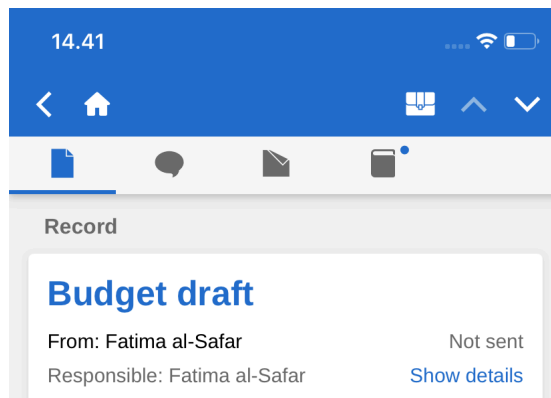 14.41
Record
Budget draft
From: Fatima al-Safar
Not sent
Responsible: Fatima al-Safar
Show details